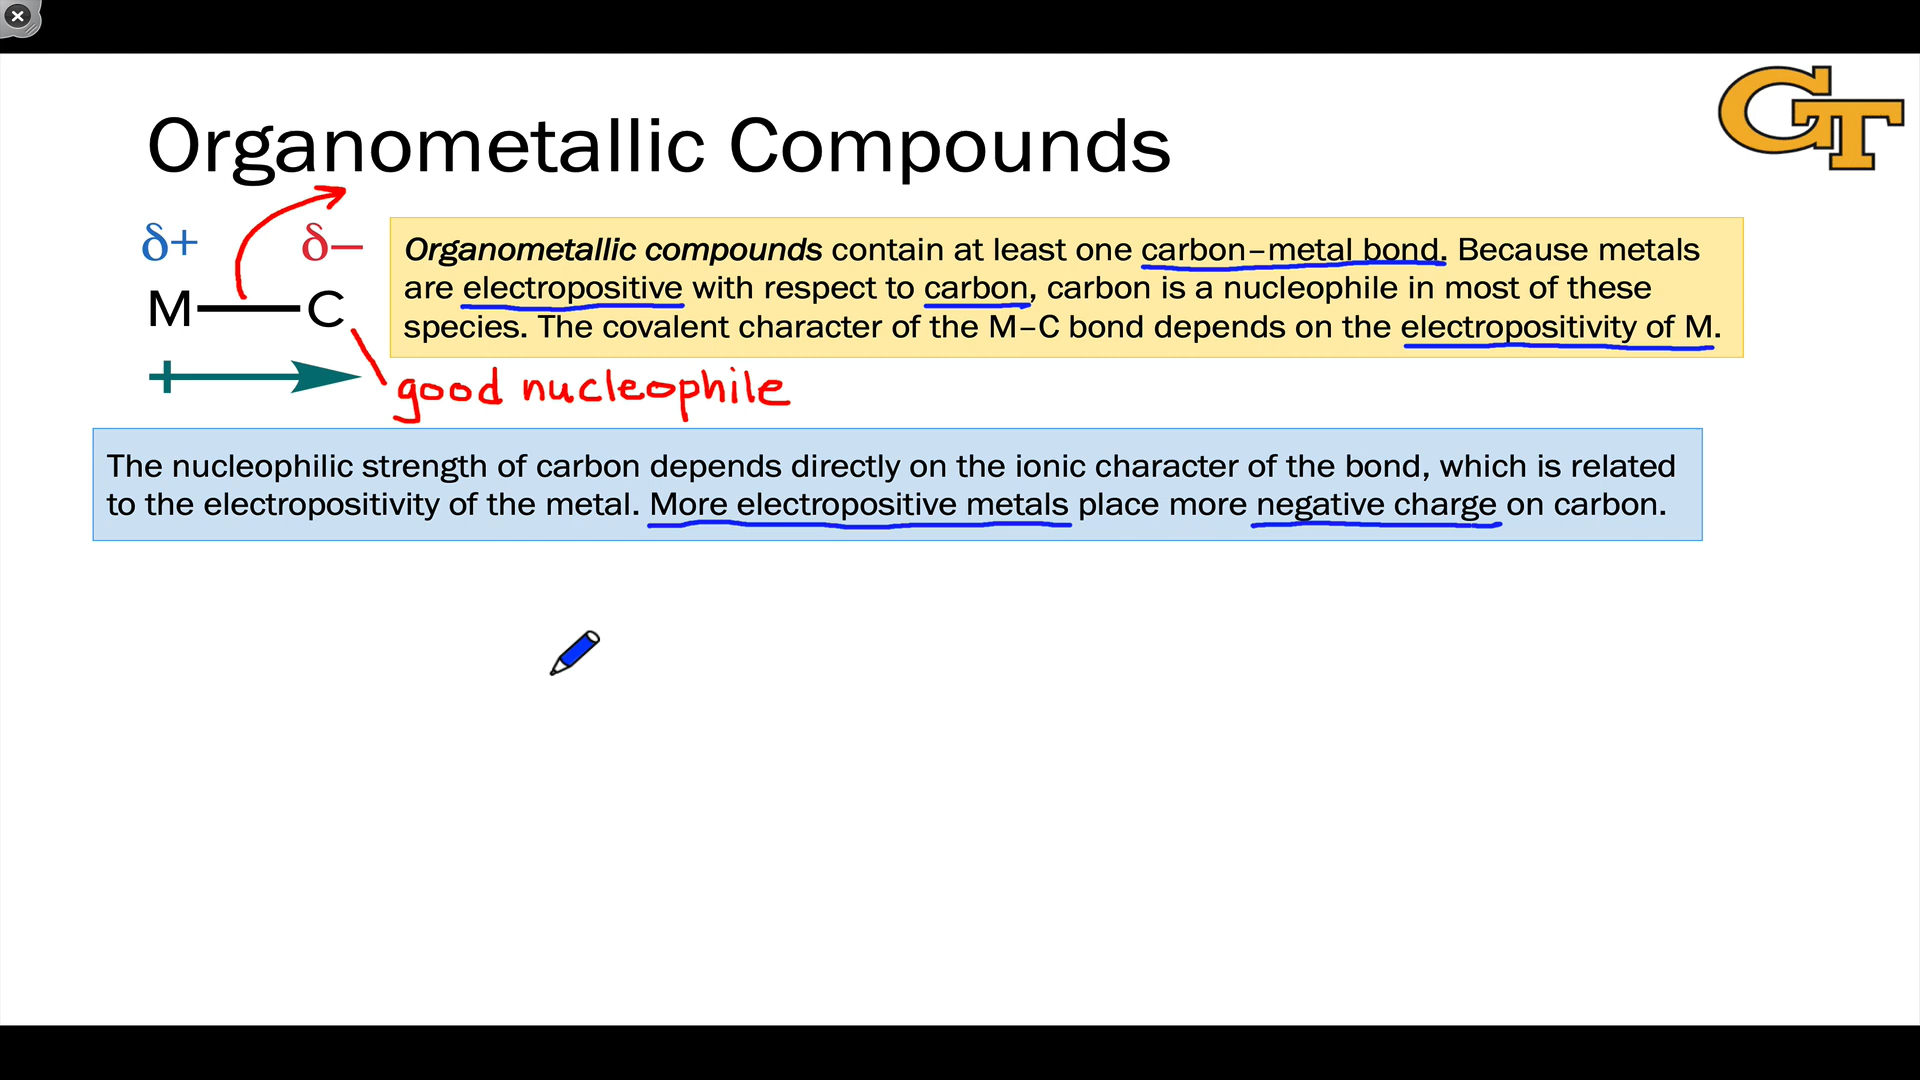 Organometallic Compounds
GT
δ+ δ–
M C
Organometallic compounds contain at least one carbon–metal bond. Because metals
are electropositive with respect to carbon, carbon is a nucleophile in most of these
species. The covalent character of the M–C bond depends on the electropositivity of M.
good nucleophile
The nucleophilic strength of carbon depends directly on the ionic character of the bond, which is related
to the electropositivity of the metal. More electropositive metals place more negative charge on carbon.